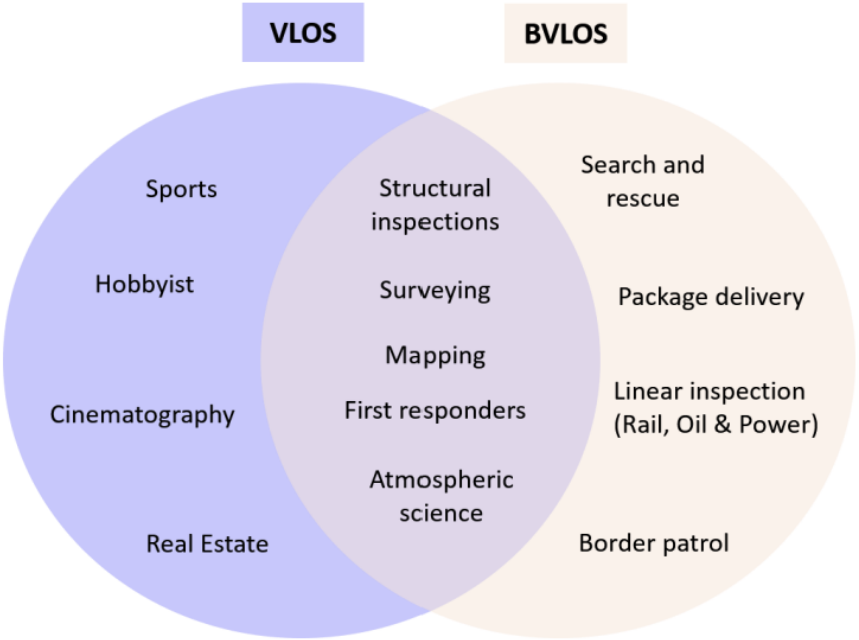 VLOS
BVLOS
Sports
Hobbyist
Cinematography
Real Estate
Structural
inspections
Surveying
Mapping
First responders
Atmospheric
science
Search and
rescue
Package delivery
Linear inspection
(Rail, Oil & Power)
Border patrol